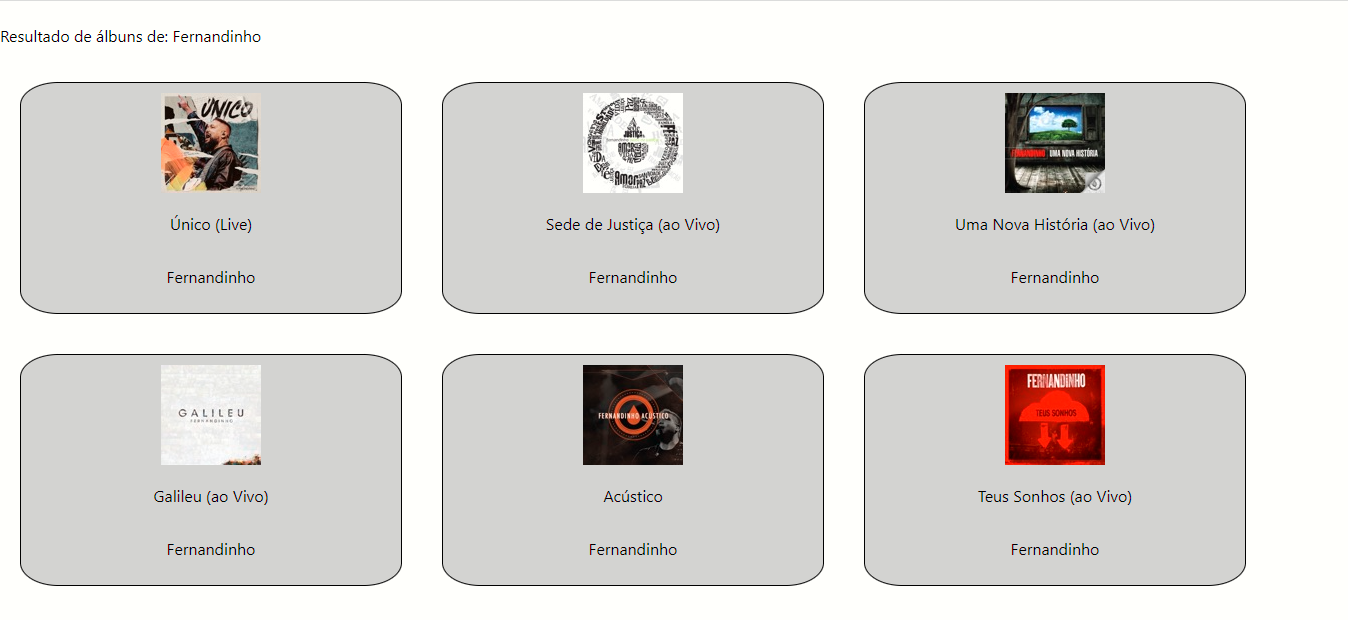 Resultado de álbuns de: Fernandinho
ÚNICO
JUSTIÇA
AMOR
VIDA
Amor
FERNANDINHO UMA NOVA HISTÓRIA
Único (Live)
Sede de Justiça (ao Vivo)
Uma Nova História (ao Vivo)
Fernandinho
Fernandinho
Fernandinho
GALILEU
FERNANDINHO
FERNANDINHO ACÚSTICO
FERNANDINHO
TEUS SONHOS
Galileu (ao Vivo)
Acústico
Teus Sonhos (ao Vivo)
Fernandinho
Fernandinho
Fernandinho